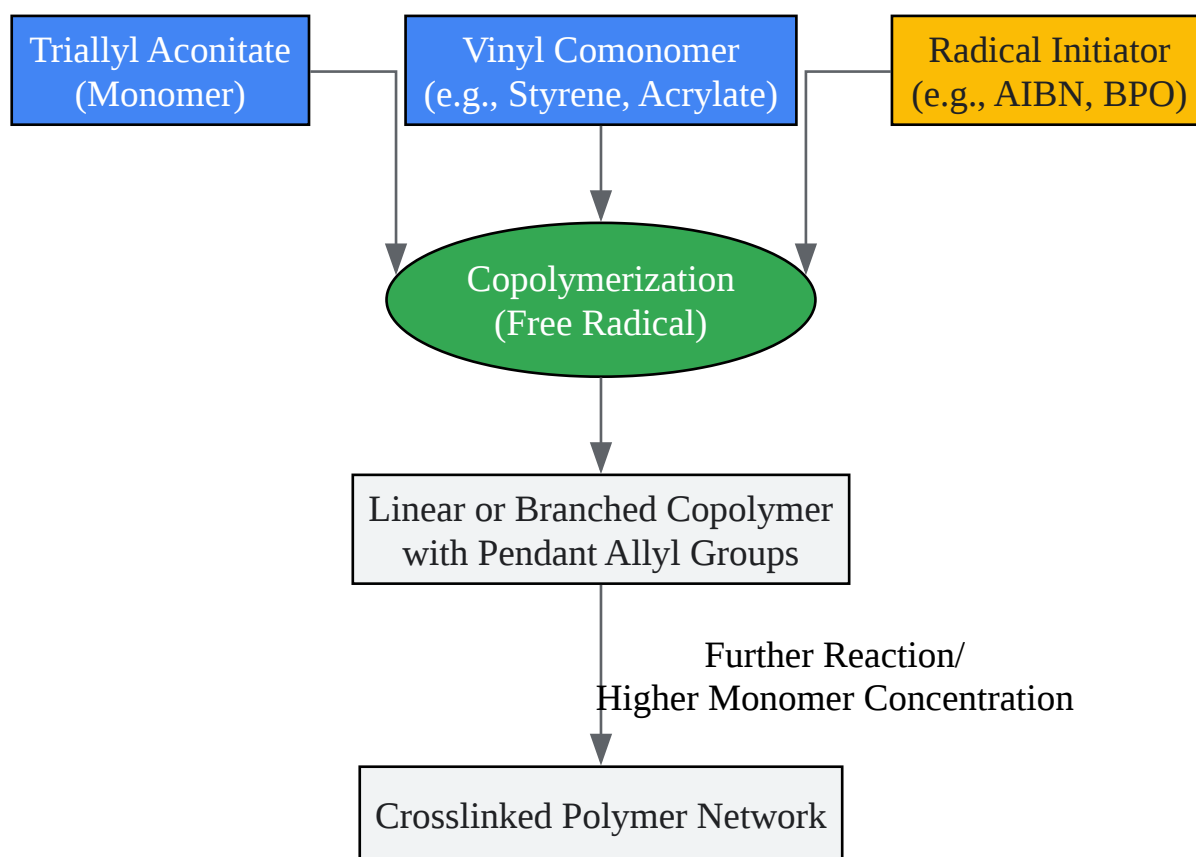 Triallyl Aconitate
(Monomer)
Vinyl Comonomer
(e.g., Styrene, Acrylate)
Radical Initiator
(e.g., AIBN, BPO)
Copolymerization
(Free Radical)
Linear or Branched Copolymer
with Pendant Allyl Groups
Further Reaction/
Higher Monomer Concentration
Crosslinked Polymer Network